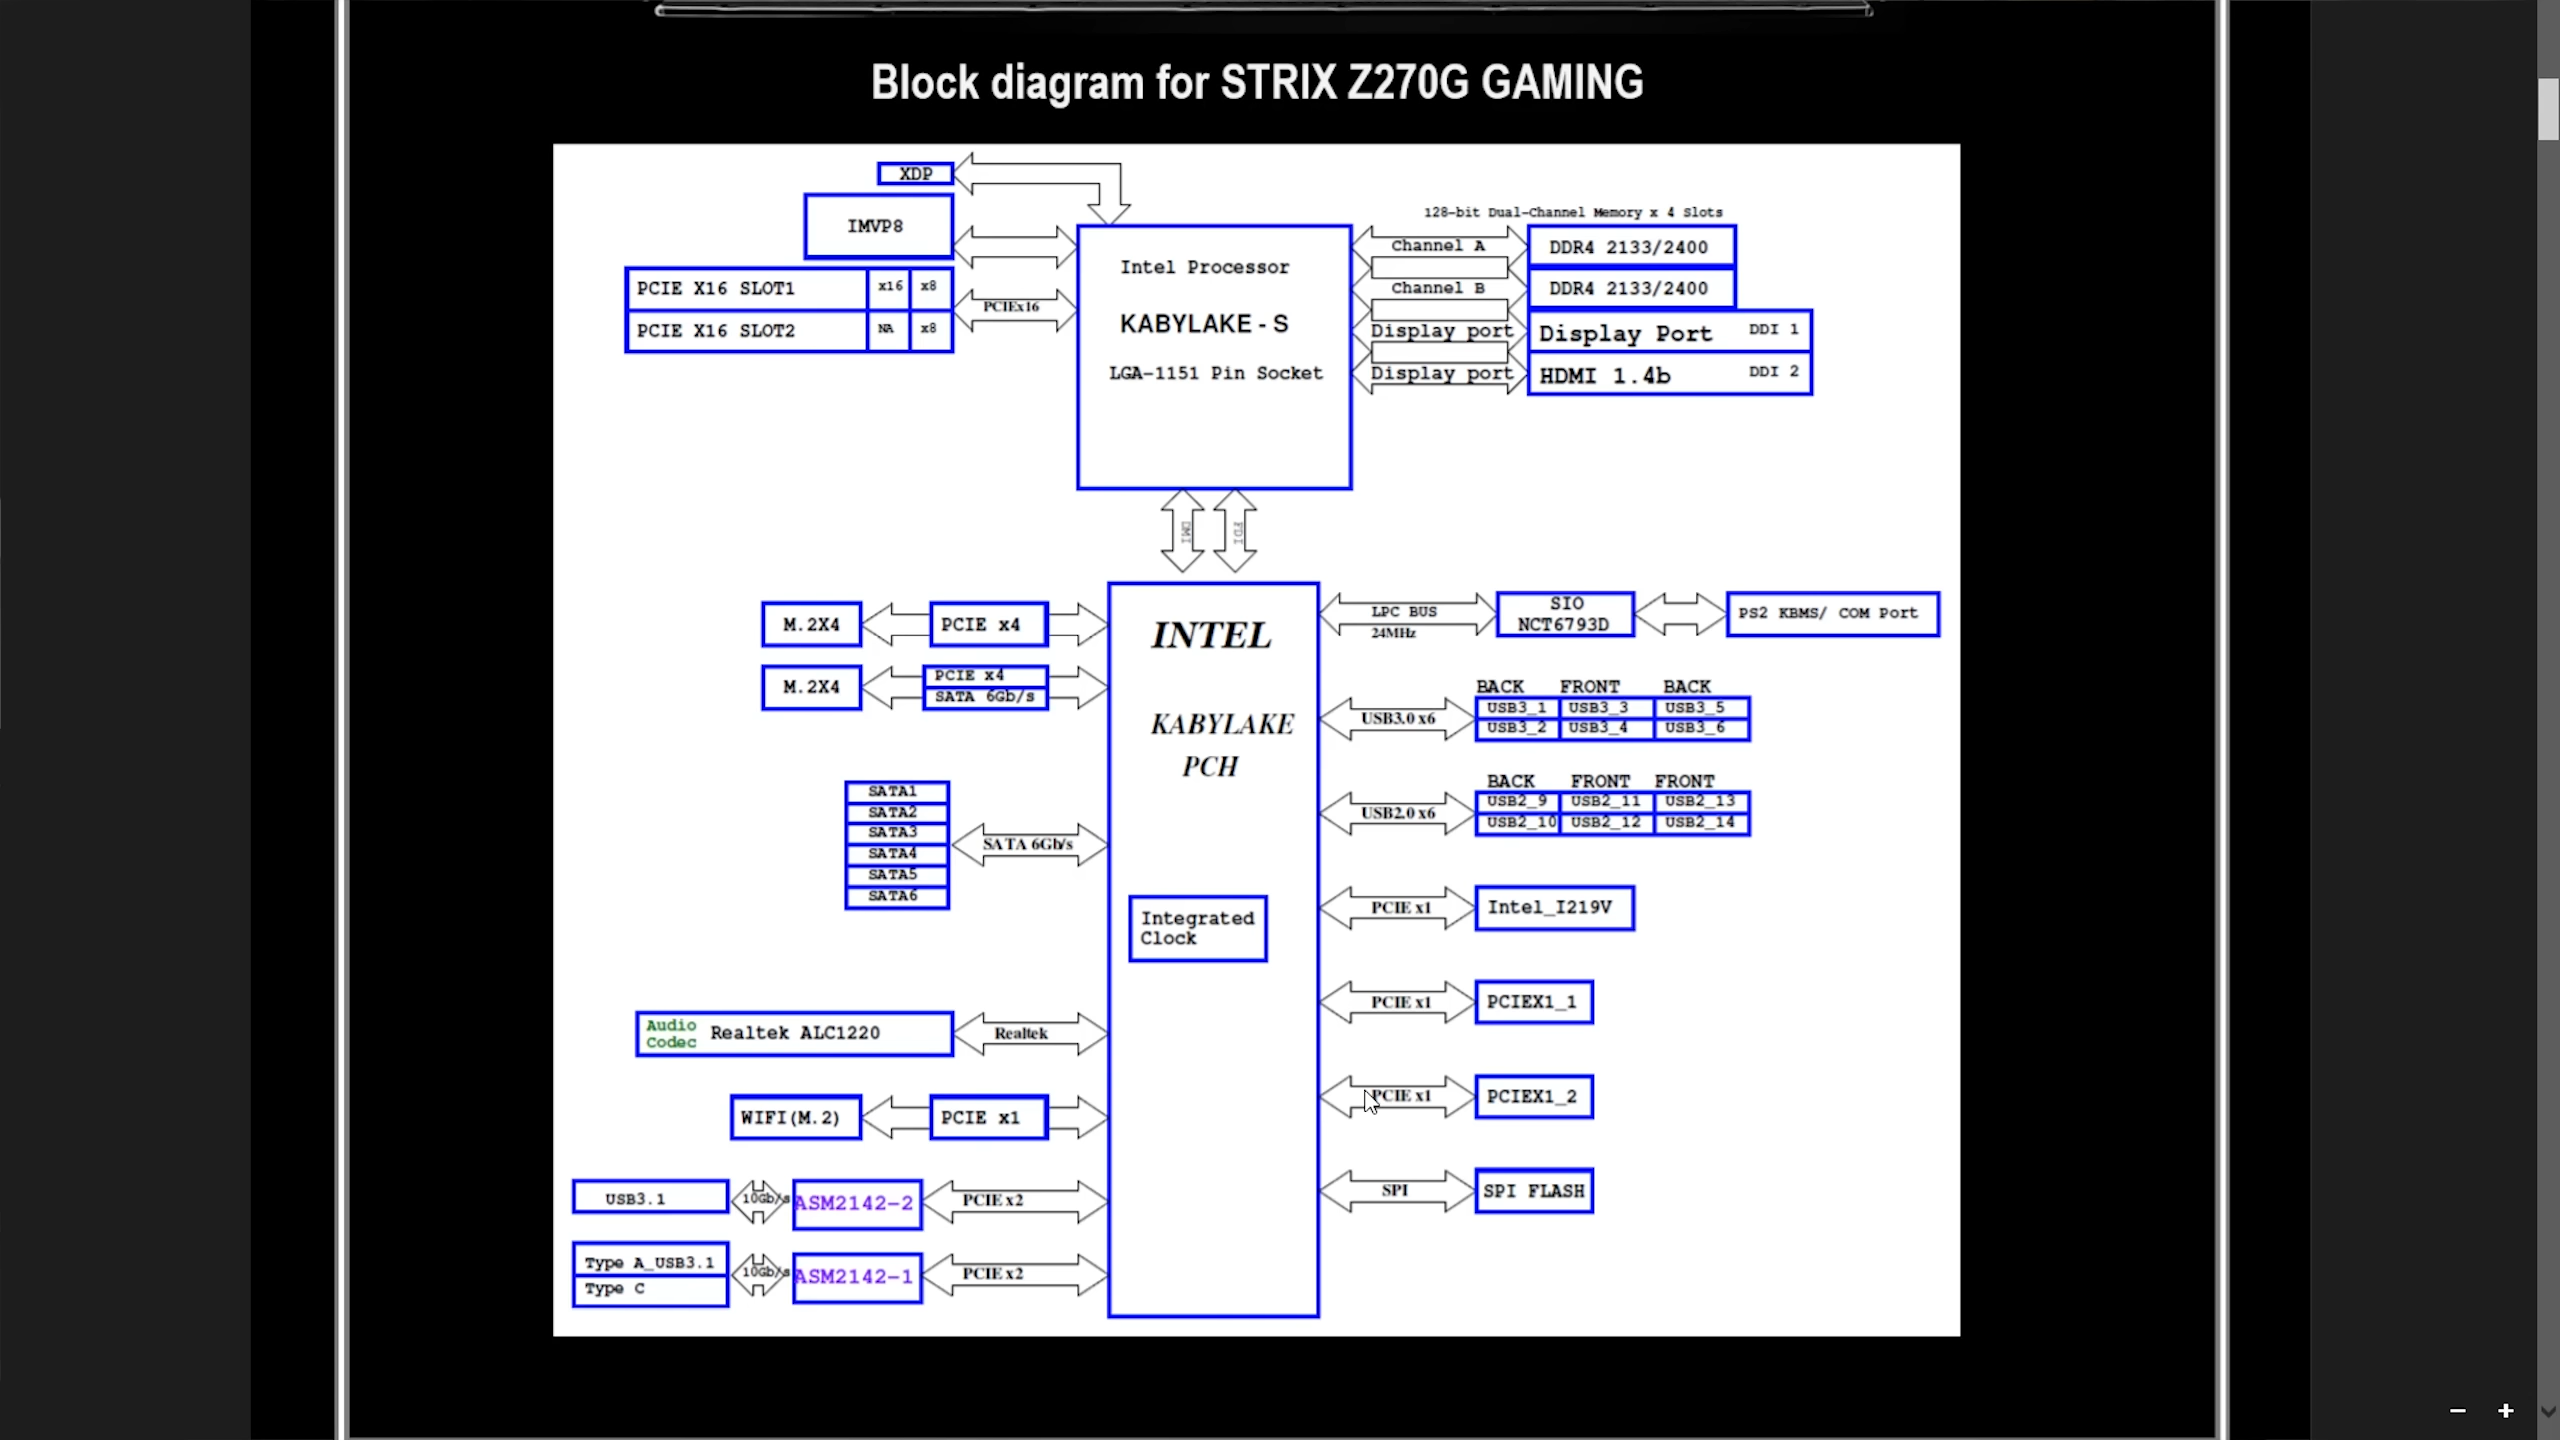 Block diagram for STRIX Z270G GAMING
XDP
IMVP8
PCIE X16 SLOT1 x16 x8
PCIE X16 SLOT2 NA x8
PCIEx16
Intel Processor
KABYLAKE - S
LGA-1151 Pin Socket
128-bit Dual-Channel Memory x 4 Slots
Channel A DDR4 2133/2400
Channel B DDR4 2133/2400
Display port Display Port DDI 1
Display port HDMI 1.4b DDI 2
DMI FDI
M.2X4 PCIE x4
M.2X4 PCIE x4
SATA 6Gb/s
SATA1
SATA2
SATA3
SATA4
SATA5
SATA6
SATA 6Gb/s
Audio
Codec
Realtek ALC1220
Realtek
WIFI(M.2) PCIE x1
USB3.1 10Gb/s ASM2142-2 PCIE x2
Type A_USB3.1
Type C
10Gb/s ASM2142-1 PCIE x2
INTEL
KABYLAKE
PCH
Integrated
Clock
LPC BUS
24MHz
SIO
NCT6793D
PS2 KBMS/ COM Port
BACK FRONT BACK
USB3.0 x6
USB3_1 USB3_3 USB3_5
USB3_2 USB3_4 USB3_6
BACK FRONT FRONT
USB2.0 x6
USB2_9 USB2_11 USB2_13
USB2_10 USB2_12 USB2_14
PCIE x1 Intel_I219V
PCIE x1 PCIEX1_1
PCIE x1 PCIEX1_2
SPI SPI FLASH